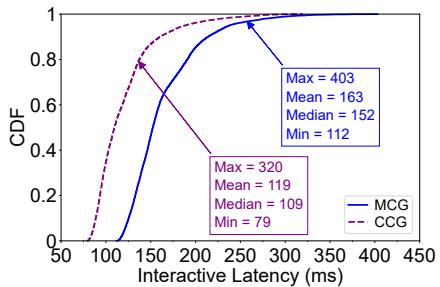 1
0.8
0.6
0.4
0.2
0
CDF
50 100 150 200 250 300 350 400 450
Interactive Latency (ms)
Max = 403
Mean = 163
Median = 152
Min = 112
Max = 320
Mean = 119
Median = 109
Min = 79
MCG
CCG